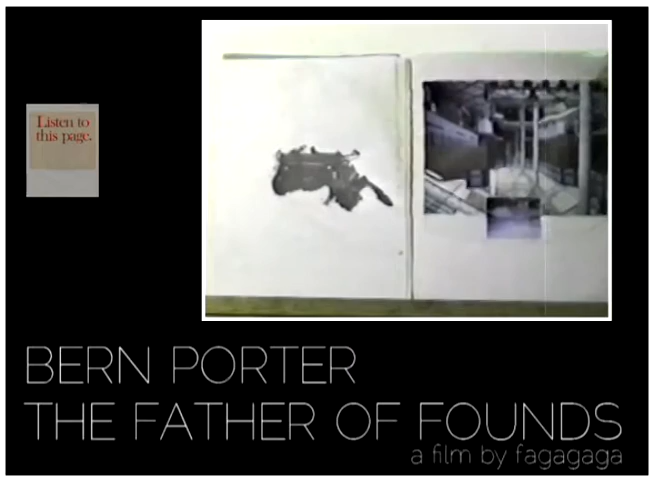 Listen to
this page.
BERN PORTER
THE FATHER OF FOUNDS
a film by fagagaga